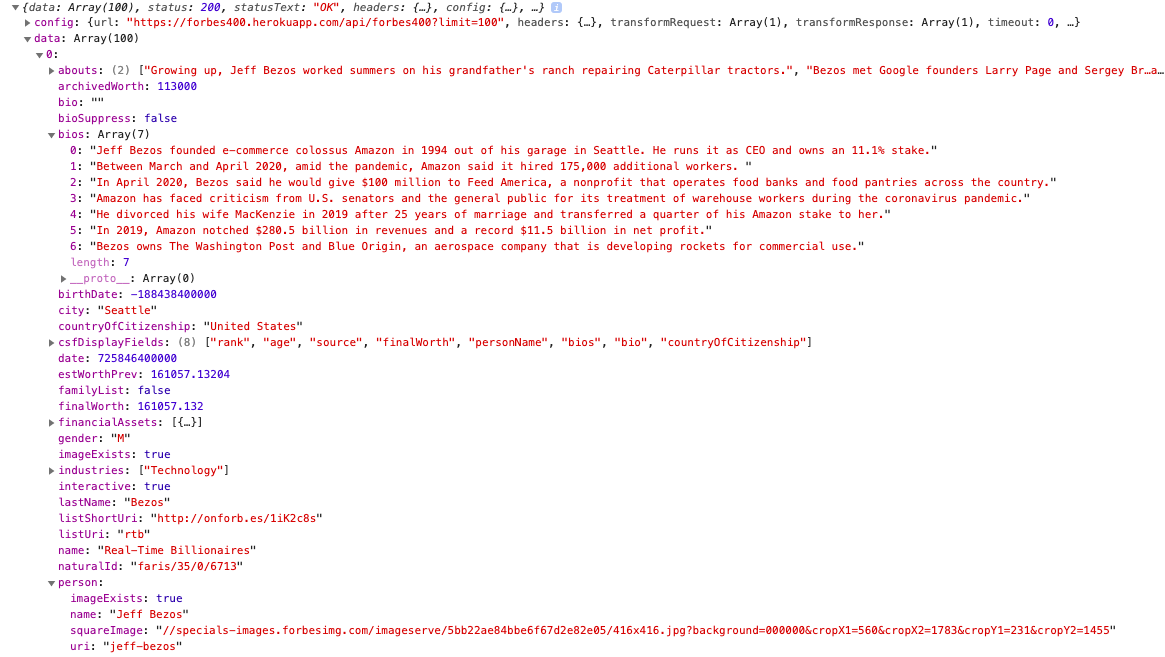 {data: Array(100), status: 200, statusText: "OK", headers: {…}, config: {…}, …} i
config: {url: "https://forbes400.herokuapp.com/api/forbes400?limit=100", headers: {…}, transformRequest: Array(1), transformResponse: Array(1), timeout: 0, …}
data: Array(100)
0:
abouts: (2) ["Growing up, Jeff Bezos worked summers on his grandfather's ranch repairing Caterpillar tractors.", "Bezos met Google founders Larry Page and Sergey Br…a…
archivedWorth: 113000
bio: ""
bioSuppress: false
bios: Array(7)
0: "Jeff Bezos founded e-commerce colossus Amazon in 1994 out of his garage in Seattle. He runs it as CEO and owns an 11.1% stake."
1: "Between March and April 2020, amid the pandemic, Amazon said it hired 175,000 additional workers. "
2: "In April 2020, Bezos said he would give $100 million to Feed America, a nonprofit that operates food banks and food pantries across the country."
3: "Amazon has faced criticism from U.S. senators and the general public for its treatment of warehouse workers during the coronavirus pandemic."
4: "He divorced his wife MacKenzie in 2019 after 25 years of marriage and transferred a quarter of his Amazon stake to her."
5: "In 2019, Amazon notched $280.5 billion in revenues and a record $11.5 billion in net profit."
6: "Bezos owns The Washington Post and Blue Origin, an aerospace company that is developing rockets for commercial use."
length: 7
__proto__: Array(0)
birthDate: -188438400000
city: "Seattle"
countryOfCitizenship: "United States"
csfDisplayFields: (8) ["rank", "age", "source", "finalWorth", "personName", "bios", "bio", "countryOfCitizenship"]
date: 725846400000
estWorthPrev: 161057.13204
familyList: false
finalWorth: 161057.132
financialAssets: [{…}]
gender: "M"
imageExists: true
industries: ["Technology"]
interactive: true
lastName: "Bezos"
listShortUri: "http://onforb.es/1iK2c8s"
listUri: "rtb"
name: "Real-Time Billionaires"
naturalId: "faris/35/0/6713"
person:
imageExists: true
name: "Jeff Bezos"
squareImage: "//specials-images.forbesimg.com/imageserve/5bb22ae84bbe6f67d2e82e05/416x416.jpg?background=000000&cropX1=560&cropX2=1783&cropY1=231&cropY2=1455"
uri: "jeff-bezos"